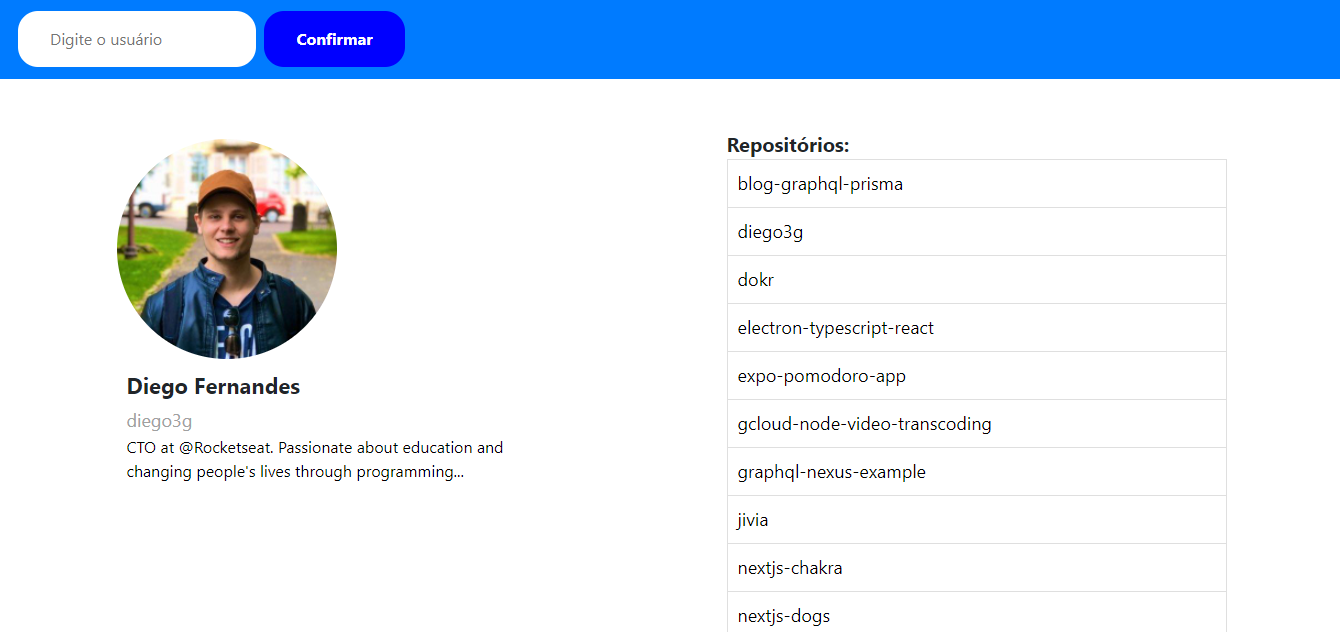 Digite o usuário
Confirmar
Diego Fernandes
diego3g
CTO at @Rocketseat. Passionate about education and
changing people's lives through programming...
Repositórios:
blog-graphql-prisma
diego3g
dokr
electron-typescript-react
expo-pomodoro-app
gcloud-node-video-transcoding
graphql-nexus-example
jivia
nextjs-chakra
nextjs-dogs